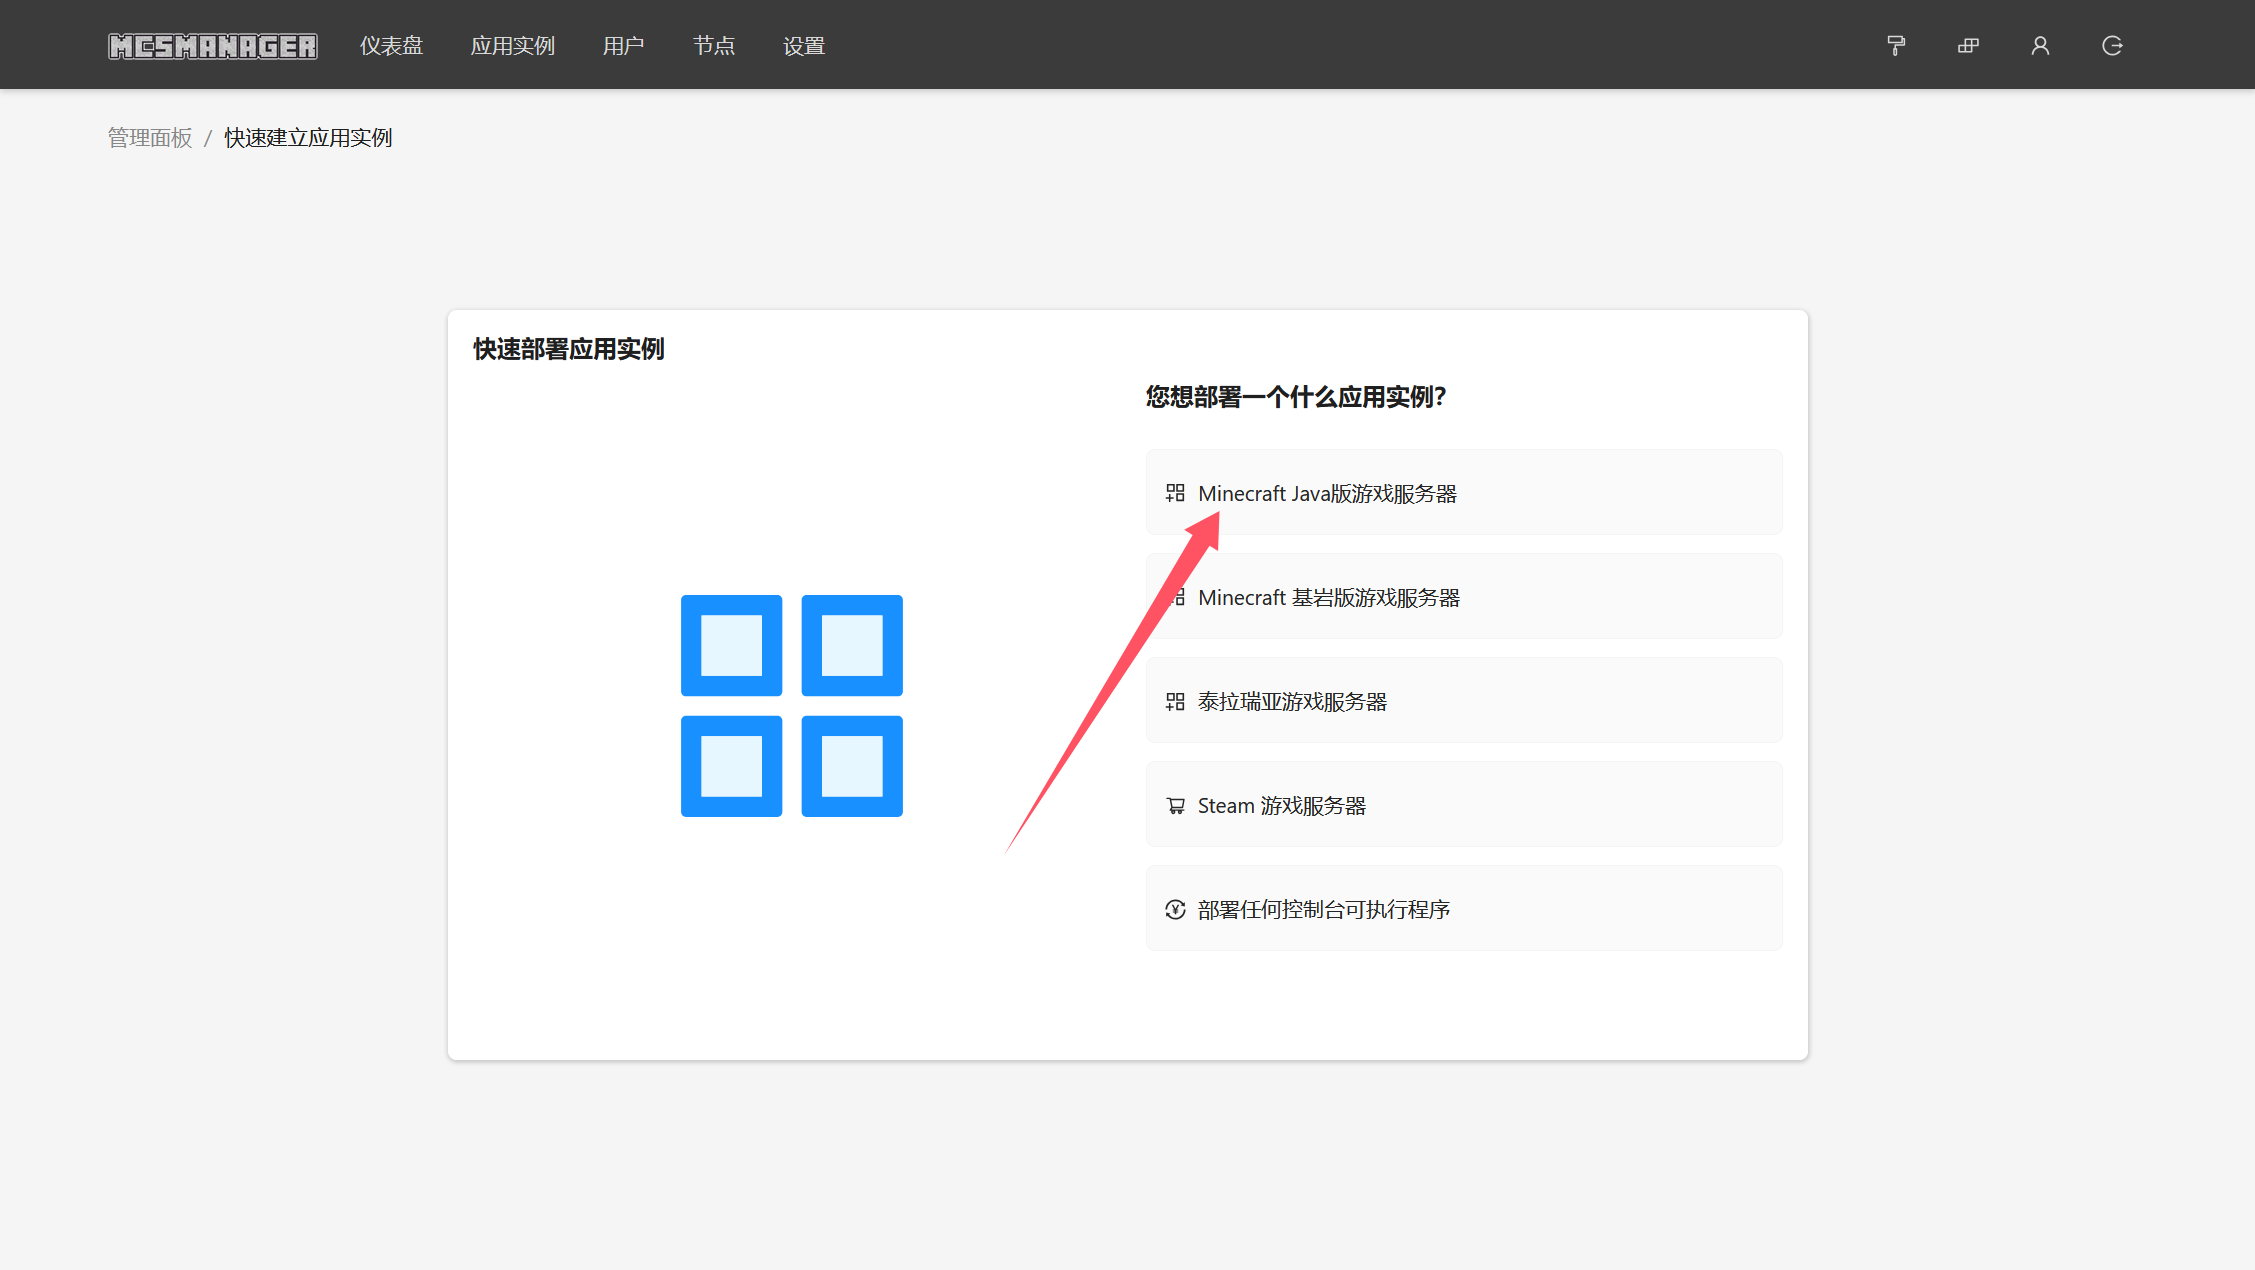 MCSMANAGER 仪表盘 应用实例 用户 节点 设置
管理面板 / 快速建立应用实例
快速部署应用实例
您想部署一个什么应用实例?
Minecraft Java版游戏服务器
Minecraft 基岩版游戏服务器
泰拉瑞亚游戏服务器
Steam 游戏服务器
部署任何控制台可执行程序